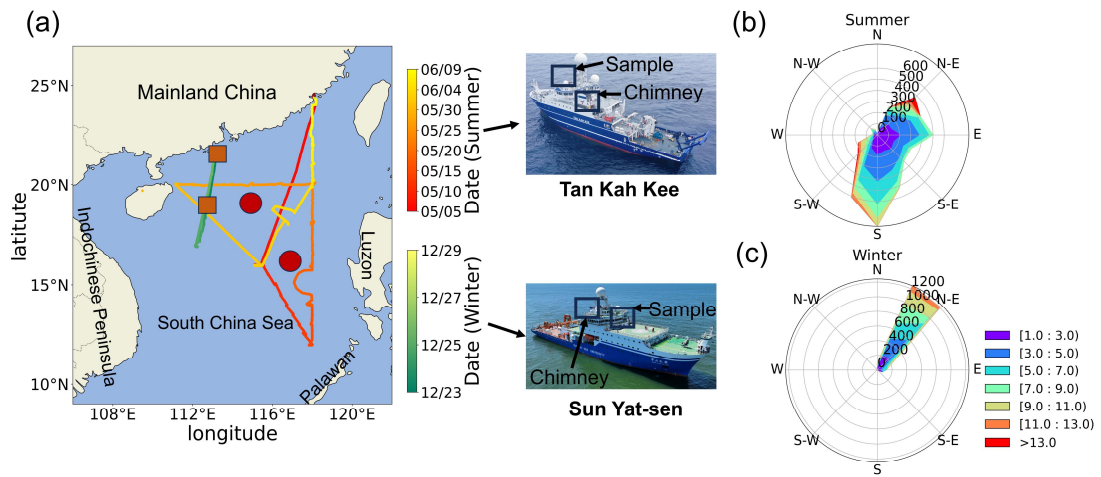 (a)
25°N
20°N
15°N
10°N
108°E
112°E
116°E
120°E
latitute
longitude
Mainland China
South China Sea
Indochinese Peninsula
Luzon
Palawan
06/09
06/04
05/30
05/25
05/20
05/15
05/10
05/05
Date (Summer)
12/29
12/27
12/25
12/23
Date (Winter)
Sample
Chimney
Tan Kah Kee
Sample
Chimney
Sun Yat-sen
(b)
Summer
N
N-W
N-E
600
500
400
300
200
100
0
W
E
S-W
S-E
S
(c)
Winter
N
N-W
N-E
1200
1000
800
600
400
200
0
W
E
S-W
S-E
S
[1.0 : 3.0)
[3.0 : 5.0)
[5.0 : 7.0)
[7.0 : 9.0)
[9.0 : 11.0)
[11.0 : 13.0)
>13.0